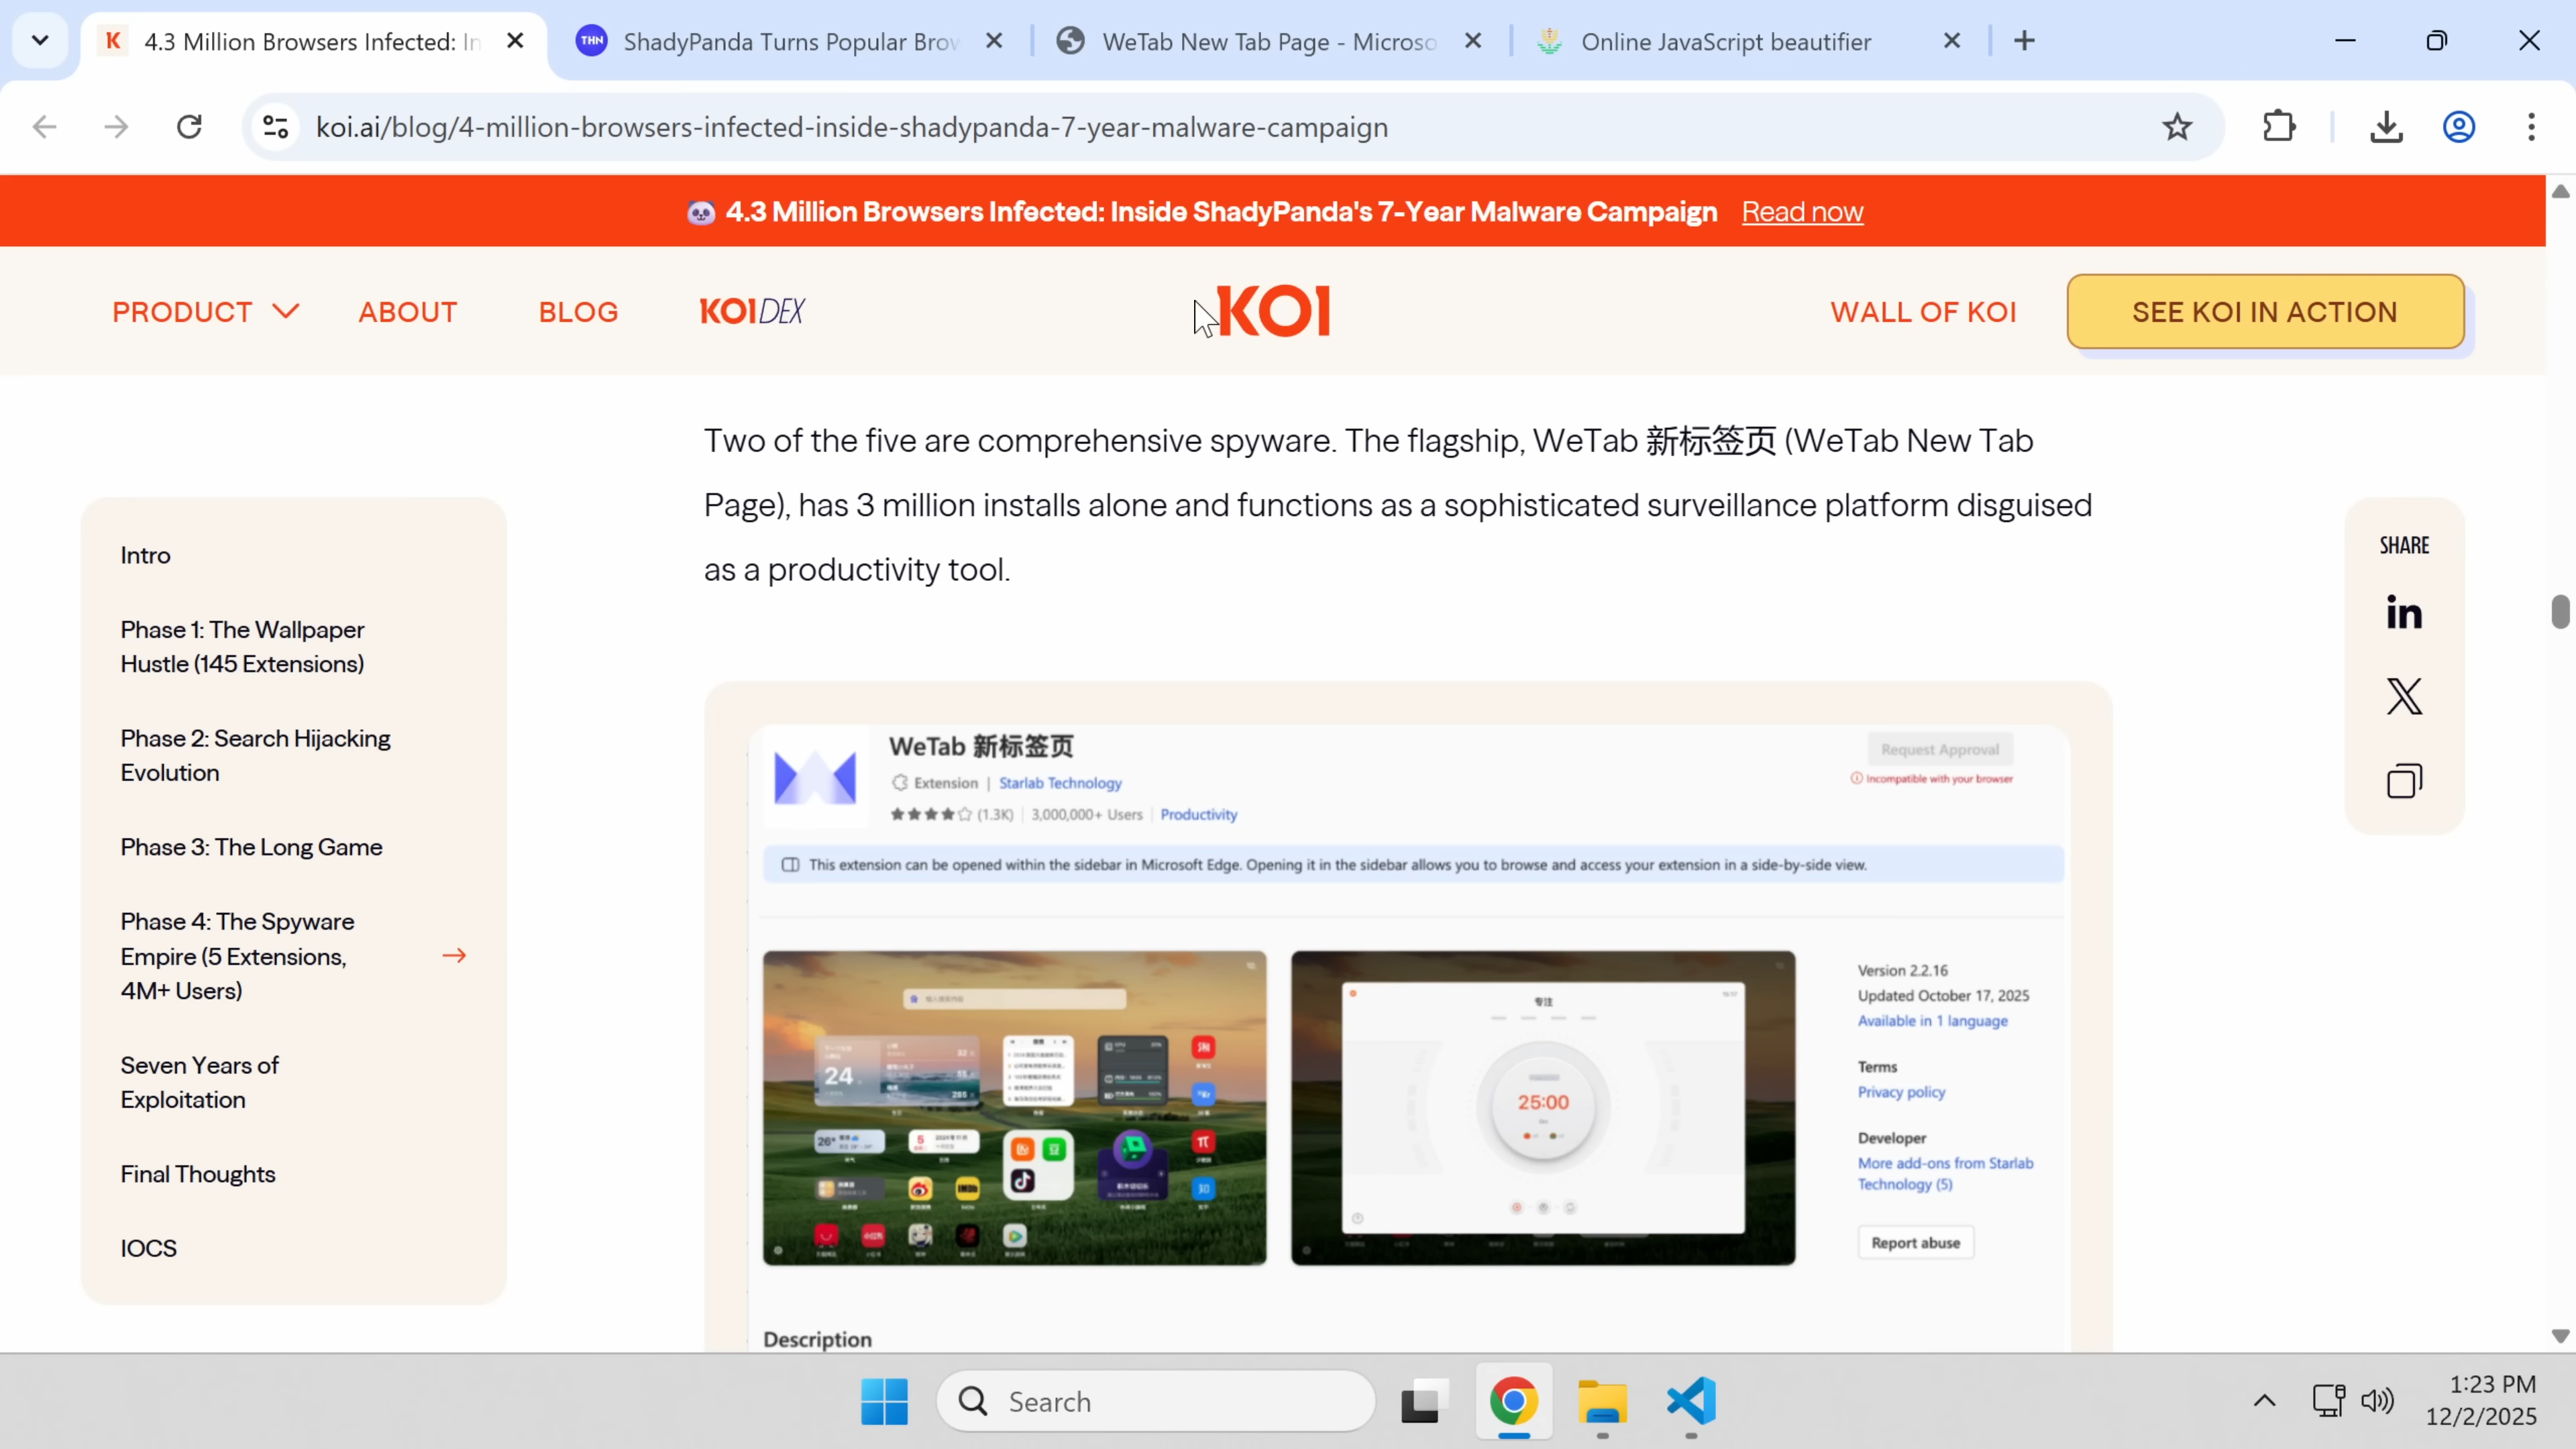 4.3 Million Browsers Infected: In
THN ShadyPanda Turns Popular Brow
WeTab New Tab Page - Microso
Online JavaScript beautifier
koi.ai/blog/4-million-browsers-infected-inside-shadypanda-7-year-malware-campaign
4.3 Million Browsers Infected: Inside ShadyPanda's 7-Year Malware Campaign Read now
PRODUCT ABOUT BLOG KOIDEX KOI WALL OF KOI SEE KOI IN ACTION
Intro
Phase 1: The Wallpaper
Hustle (145 Extensions)
Phase 2: Search Hijacking
Evolution
Phase 3: The Long Game
Phase 4: The Spyware
Empire (5 Extensions,
4M+ Users)
Seven Years of
Exploitation
Final Thoughts
IOCS
Two of the five are comprehensive spyware. The flagship, WeTab 新标签页 (WeTab New Tab
Page), has 3 million installs alone and functions as a sophisticated surveillance platform disguised
as a productivity tool.
WeTab 新标签页
Extension | Starlab Technology
(1.3K) | 3,000,000+ Users | Productivity
Request Approval
Incompatible with your browser
This extension can be opened within the sidebar in Microsoft Edge. Opening it in the sidebar allows you to browse and access your extension in a side-by-side view.
24
26°
专注
25:00
Version 2.2.16
Updated October 17, 2025
Available in 1 language
Terms
Privacy policy
Developer
More add-ons from Starlab
Technology (5)
Report abuse
Description
SHARE
Search
1:23 PM
12/2/2025